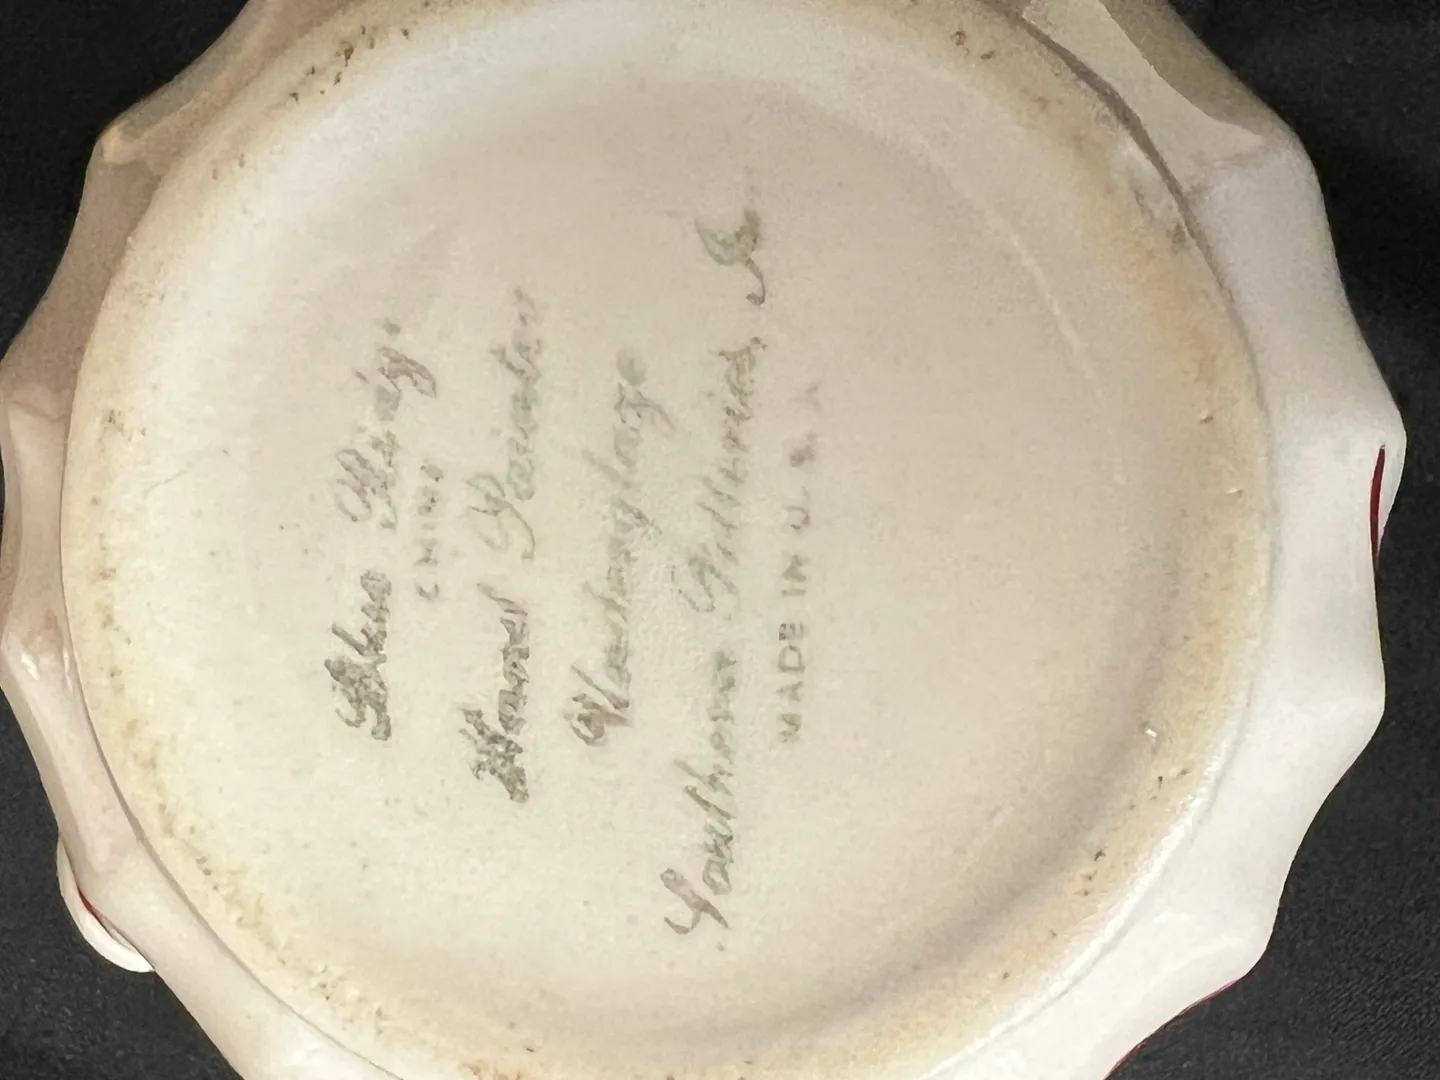 Blue Ridge
CHINA
Hand Painted
Underglaze
Southern Potteries, Inc
MADE IN U.S.A.